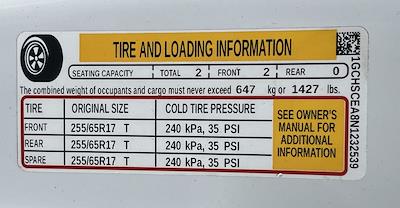 TIRE AND LOADING INFORMATION
SEATING CAPACITY TOTAL 2 FRONT 2 REAR 0
The combined weight of occupants and cargo must never exceed 647 kg or 1427 lbs.
TIRE ORIGINAL SIZE COLD TIRE PRESSURE
FRONT 255/65R17 T 240 kPa, 35 PSI
REAR 255/65R17 T 240 kPa, 35 PSI
SPARE 255/65R17 T 240 kPa, 35 PSI
SEE OWNER'S
MANUAL FOR
ADDITIONAL
INFORMATION
1GCHSCEA8N1232539